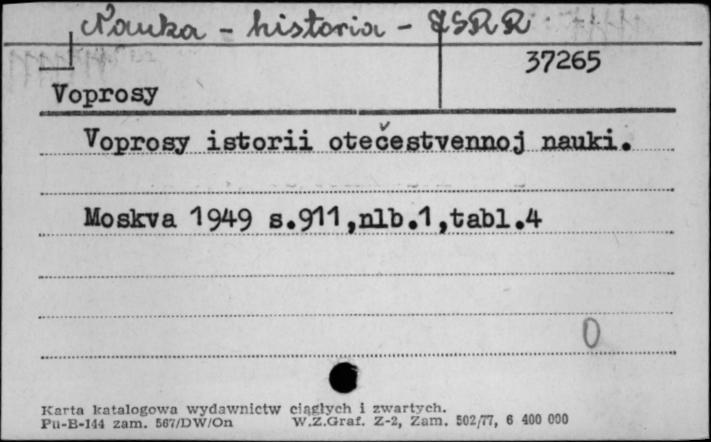 Nauka - historia - ZSRR
37265
Voprosy
Voprosy istorii otečestvennoj nauki.
Moskva 1949 s.911,nlb.1,tabl.4
0
Karta katalogowa wydawnictw ciągłych i zwartych.
Pu-B-144 zam. 567/DW/On W.Z.Graf. Z-2, Zam. 502/77, 6 400 000